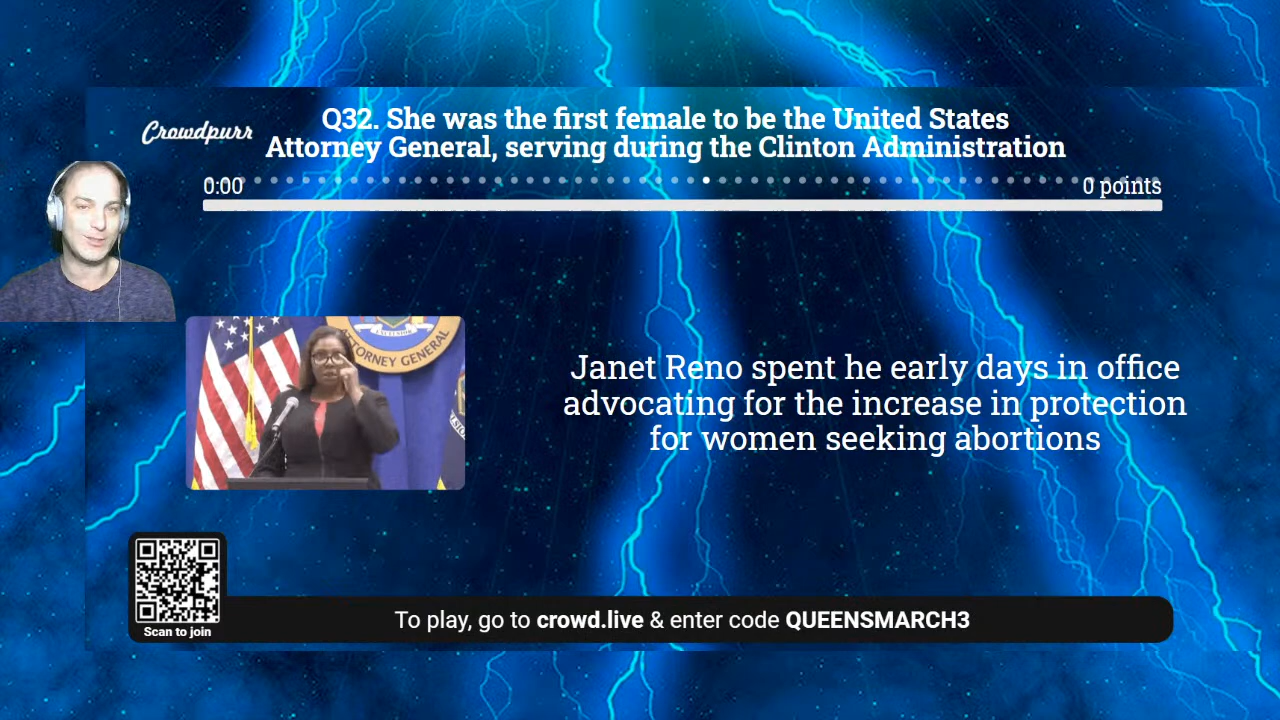 Crowdpurr
Q32. She was the first female to be the United States
Attorney General, serving during the Clinton Administration
0:00
0 points
EXCELSIOR
ATTORNEY GENERAL
Janet Reno spent he early days in office
advocating for the increase in protection
for women seeking abortions
Scan to join
To play, go to crowd.live & enter code QUEENSMARCH3